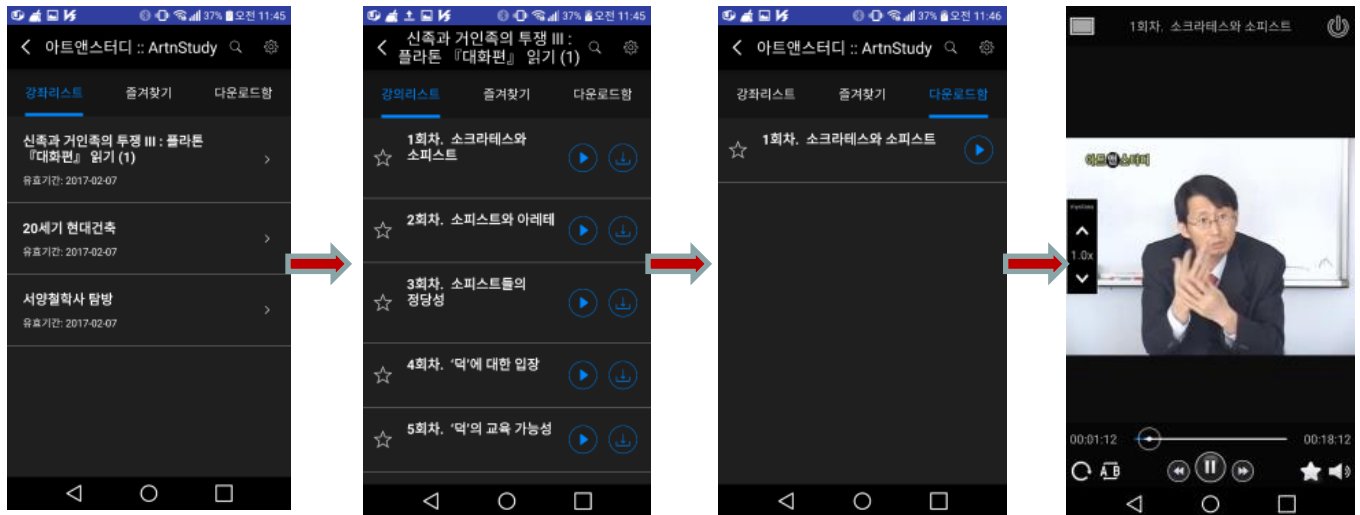 37% 오전 11:45
아트앤스터디 :: ArtnStudy
강좌리스트 즐겨찾기 다운로드함
신족과 거인족의 투쟁 III : 플라톤
『대화편』 읽기 (1)
유효기간: 2017-02-07
20세기 현대건축
유효기간: 2017-02-07
서양철학사 탐방
유효기간: 2017-02-07
37% 오전 11:45
신족과 거인족의 투쟁 III :
플라톤 『대화편』 읽기 (1)
강의리스트 즐겨찾기 다운로드함
1회차. 소크라테스와
소피스트
2회차. 소피스트와 아레테
3회차. 소피스트들의
정당성
4회차. ‘덕’에 대한 입장
5회차. ‘덕’의 교육 가능성
37% 오전 11:46
아트앤스터디 :: ArtnStudy
강좌리스트 즐겨찾기 다운로드함
1회차. 소크라테스와 소피스트
1회차. 소크라테스와 소피스트
아트앤스터디
1.0x
00:01:12 00:18:12
A B